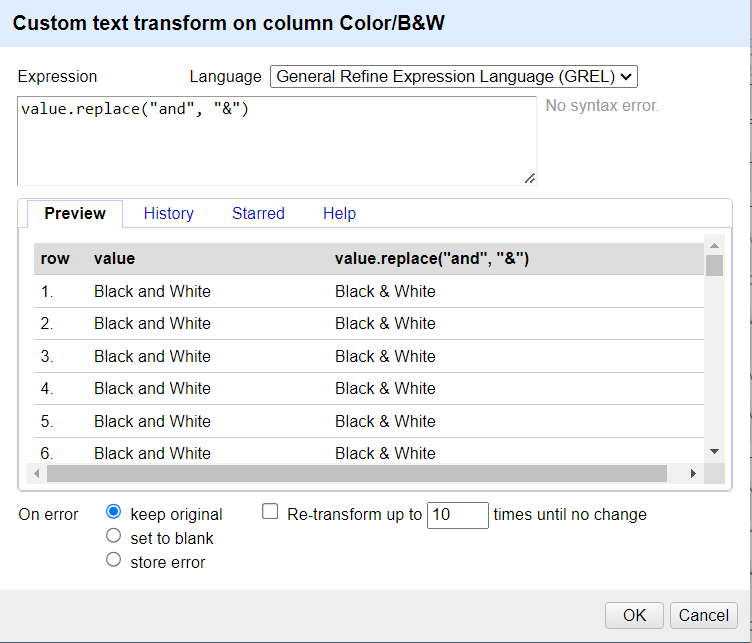 Custom text transform on column Color/B&W
Expression Language General Refine Expression Language (GREL)
value.replace("and", "&") No syntax error.
Preview History Starred Help
row value value.replace("and", "&")
1. Black and White Black & White
2. Black and White Black & White
3. Black and White Black & White
4. Black and White Black & White
5. Black and White Black & White
6. Black and White Black & White
On error keep original Re-transform up to 10 times until no change
set to blank
store error
OK Cancel